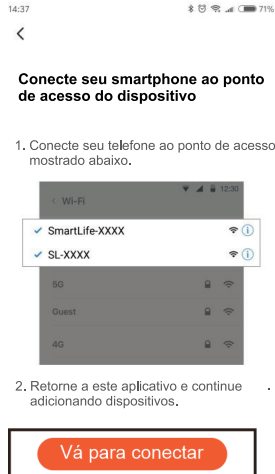 14:37
71%
Conecte seu smartphone ao ponto
de acesso do dispositivo
1. Conecte seu telefone ao ponto de acesso
mostrado abaixo.
12:30
Wi-Fi
SmartLife-XXXX
SL-XXXX
5G
Guest
4G
2. Retorne a este aplicativo e continue
adicionando dispositivos.
Vá para conectar